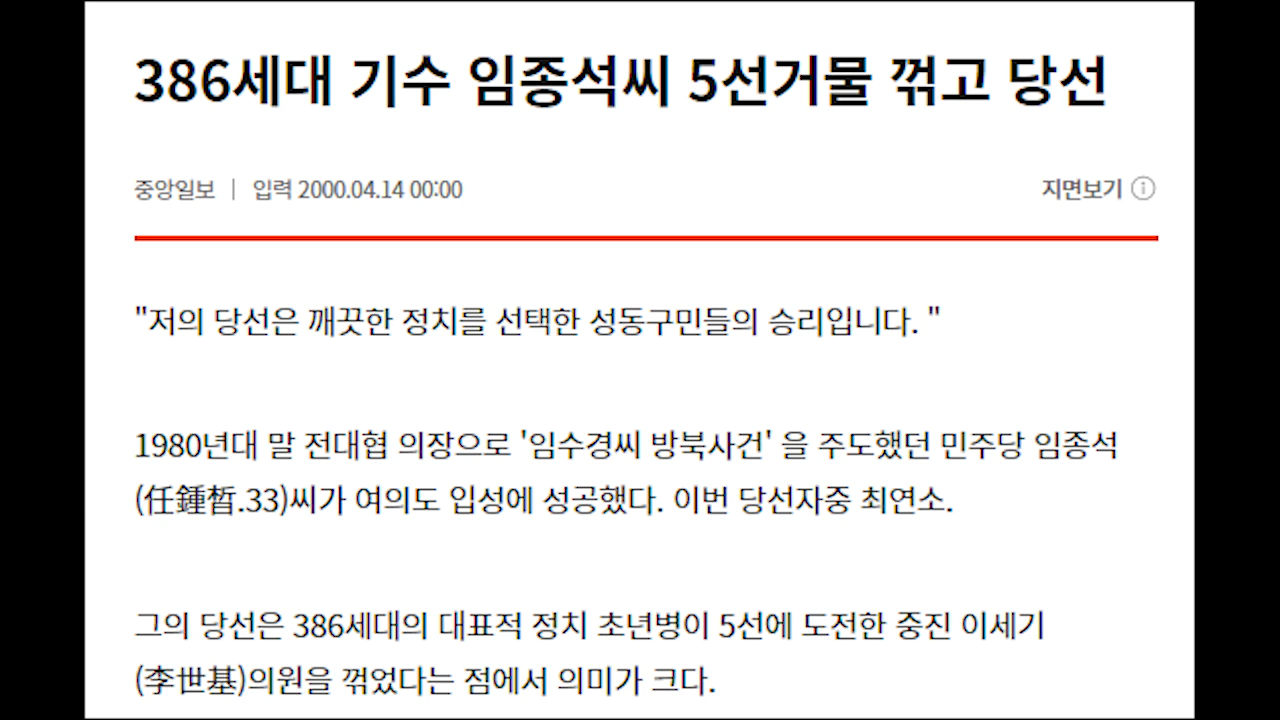 386세대 기수 임종석씨 5선거물 꺾고 당선
중앙일보 | 입력 2000.04.14 00:00
지면보기
"저의 당선은 깨끗한 정치를 선택한 성동구민들의 승리입니다. "
1980년대 말 전대협 의장으로 '임수경씨 방북사건' 을 주도했던 민주당 임종석
(任鍾晳.33)씨가 여의도 입성에 성공했다. 이번 당선자중 최연소.
그의 당선은 386세대의 대표적 정치 초년병이 5선에 도전한 중진 이세기
(李世基)의원을 꺾었다는 점에서 의미가 크다.